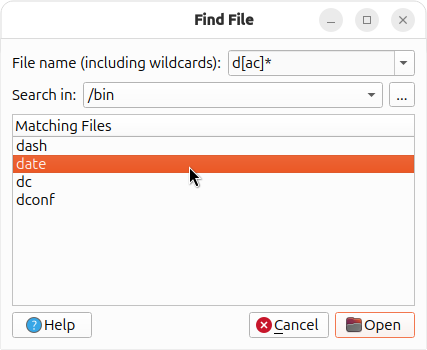 Find File
File name (including wildcards): d[ac]*
Search in: /bin ...
Matching Files
dash
date
dc
dconf
? Help Cancel Open